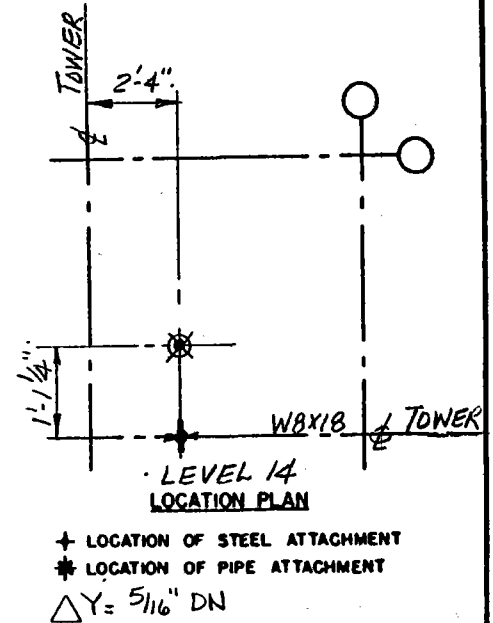 TOWER
℄
2'-4"
1'-1 1/4"
W8x18
℄ TOWER
LEVEL 14
LOCATION PLAN
LOCATION OF STEEL ATTACHMENT
LOCATION OF PIPE ATTACHMENT
△Y= 5/16" DN